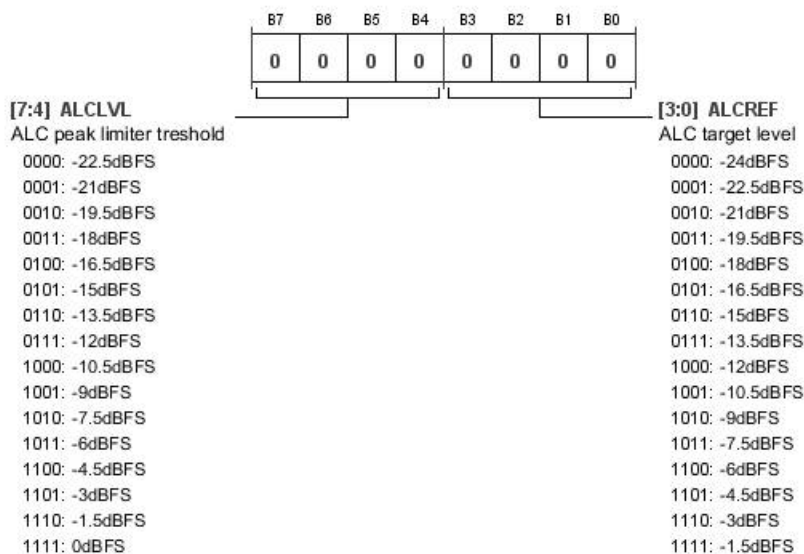 B7 B6 B5 B4 B3 B2 B1 B0
0 0 0 0 0 0 0 0
[7:4] ALCLVL
ALC peak limiter treshold
0000: -22.5dBFS
0001: -21dBFS
0010: -19.5dBFS
0011: -18dBFS
0100: -16.5dBFS
0101: -15dBFS
0110: -13.5dBFS
0111: -12dBFS
1000: -10.5dBFS
1001: -9dBFS
1010: -7.5dBFS
1011: -6dBFS
1100: -4.5dBFS
1101: -3dBFS
1110: -1.5dBFS
1111: 0dBFS
[3:0] ALCREF
ALC target level
0000: -24dBFS
0001: -22.5dBFS
0010: -21dBFS
0011: -19.5dBFS
0100: -18dBFS
0101: -16.5dBFS
0110: -15dBFS
0111: -13.5dBFS
1000: -12dBFS
1001: -10.5dBFS
1010: -9dBFS
1011: -7.5dBFS
1100: -6dBFS
1101: -4.5dBFS
1110: -3dBFS
1111: -1.5dBFS